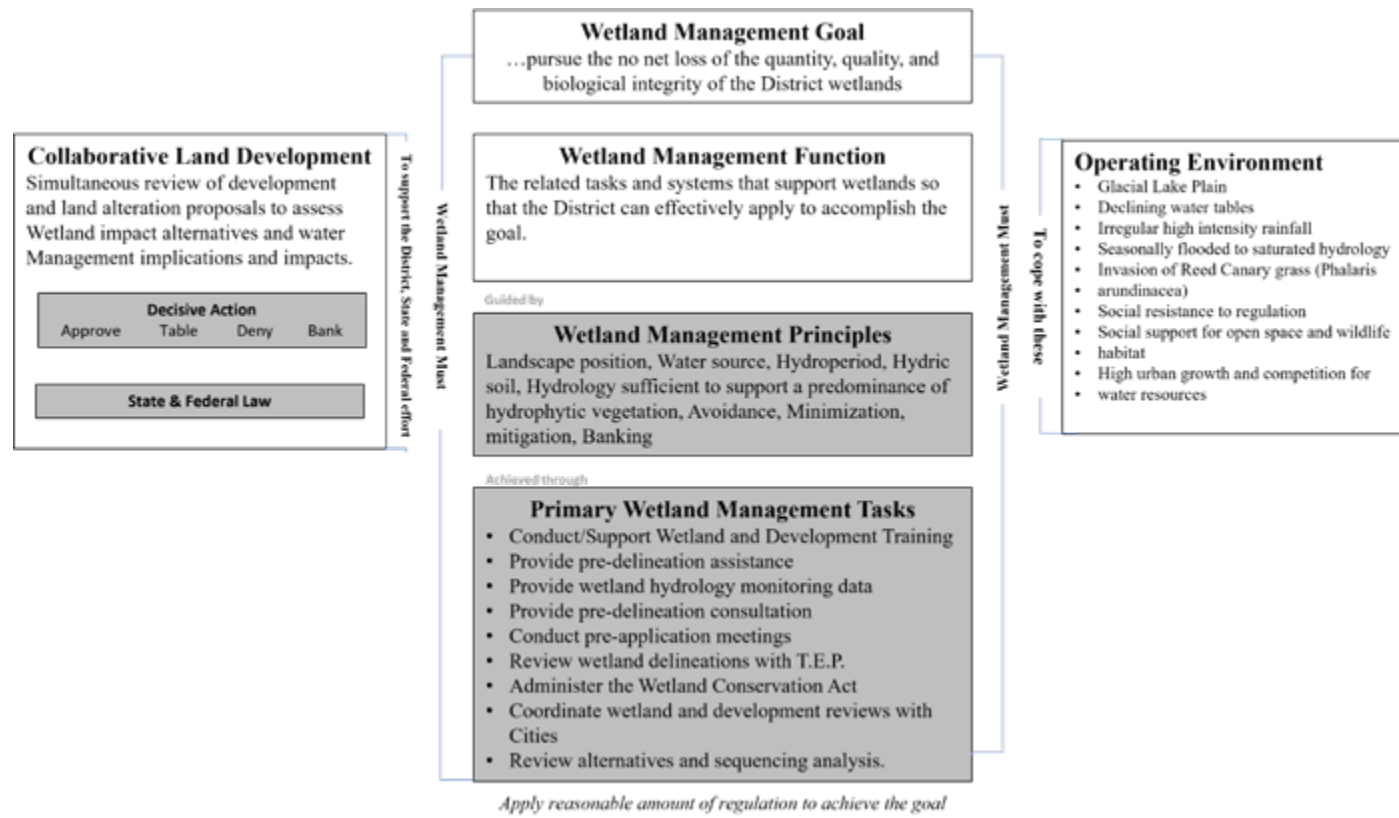 Wetland Management Goal
…pursue the no net loss of the quantity, quality, and
biological integrity of the District wetlands
Collaborative Land Development
Simultaneous review of development
and land alteration proposals to assess
Wetland impact alternatives and water
Management implications and impacts.
Decisive Action
Approve Table Deny Bank
State & Federal Law
To support the District, State and Federal effort
Wetland Management Must
Wetland Management Function
The related tasks and systems that support wetlands so
that the District can effectively apply to accomplish the
goal.
Guided by
Wetland Management Principles
Landscape position, Water source, Hydroperiod, Hydric
soil, Hydrology sufficient to support a predominance of
hydrophytic vegetation, Avoidance, Minimization,
mitigation, Banking
Achieved through
Primary Wetland Management Tasks
• Conduct/Support Wetland and Development Training
• Provide pre-delineation assistance
• Provide wetland hydrology monitoring data
• Provide pre-delineation consultation
• Conduct pre-application meetings
• Review wetland delineations with T.E.P.
• Administer the Wetland Conservation Act
• Coordinate wetland and development reviews with
Cities
• Review alternatives and sequencing analysis.
Apply reasonable amount of regulation to achieve the goal
Wetland Management Must
To cope with these
Operating Environment
• Glacial Lake Plain
• Declining water tables
• Irregular high intensity rainfall
• Seasonally flooded to saturated hydrology
• Invasion of Reed Canary grass (Phalaris
• arundinacea)
• Social resistance to regulation
• Social support for open space and wildlife
• habitat
• High urban growth and competition for
• water resources